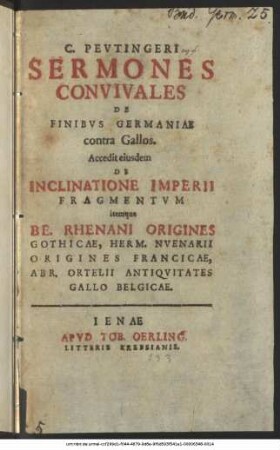 C. PEVTINGERI
SERMONES
CONVIVALES
DE
FINIBVS GERMANIAE
contra Gallos.
Accedit eiusdem
DE
INCLINATIONE IMPERII
FRAGMENTVM
itemque
BE. RHENANI ORIGINES
GOTHICAE, HERM. NVENARII
ORIGINES FRANCICAE,
ABR. ORTELII ANTIQVITATES
GALLO BELGICAE.
IENAE
APVD TOB. OERLING.
LITTERIS KREBSIANIS.